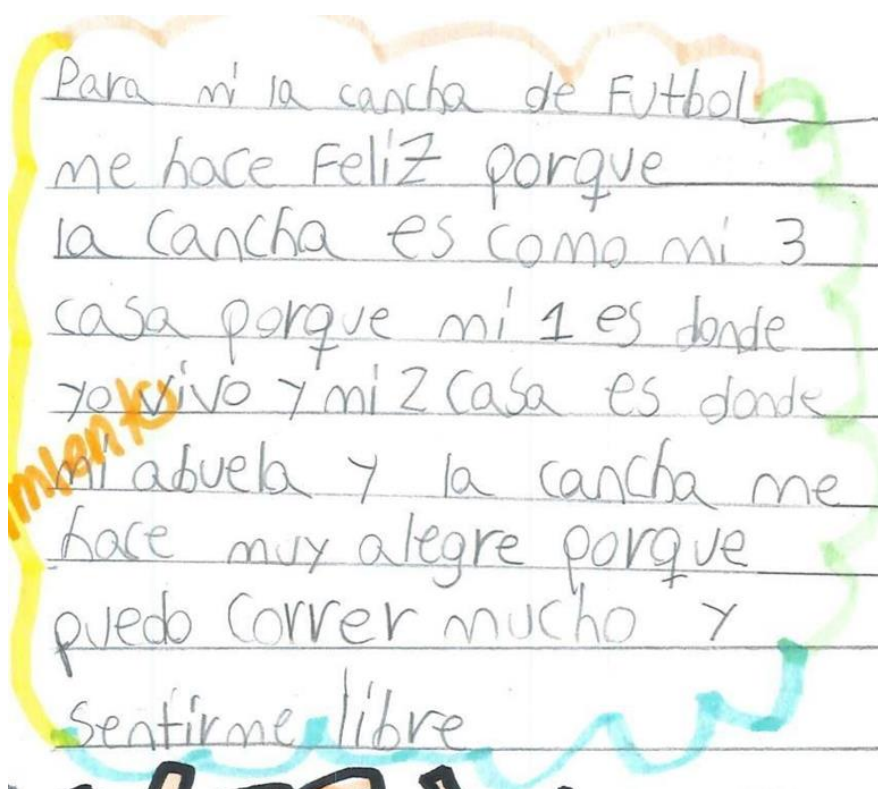 Para mi la cancha de Futbol
me hace Feliz porque
la cancha es como mi 3
casa porque mi 1 es donde
yo vivo y mi 2 casa es donde
mi abuela y la cancha me
hace muy alegre porque
puedo correr mucho y
sentirme libre